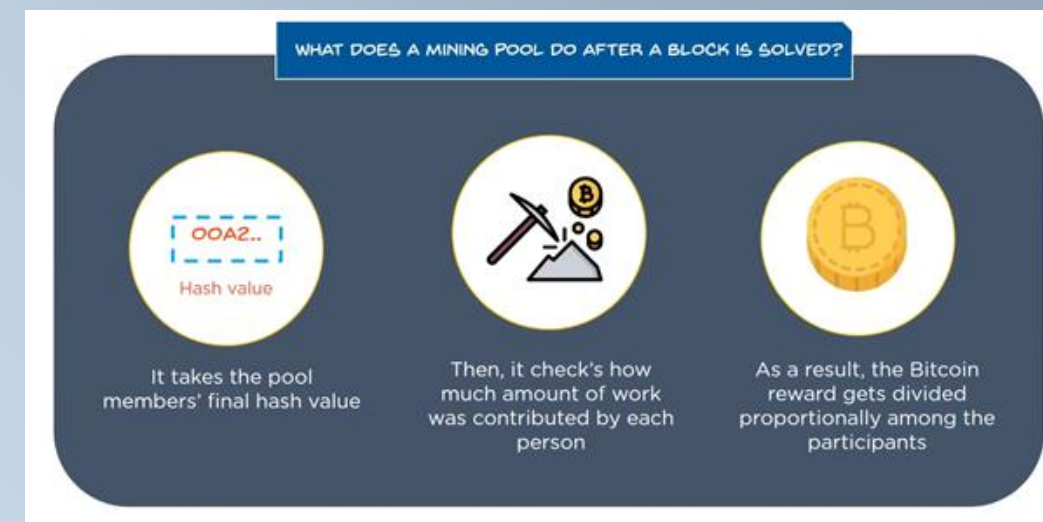 WHAT DOES A MINING POOL DO AFTER A BLOCK IS SOLVED?
00A2..
Hash value
It takes the pool
members' final hash value
Then, it check's how
much amount of work
was contributed by each
person
As a result, the Bitcoin
reward gets divided
proportionally among the
participants